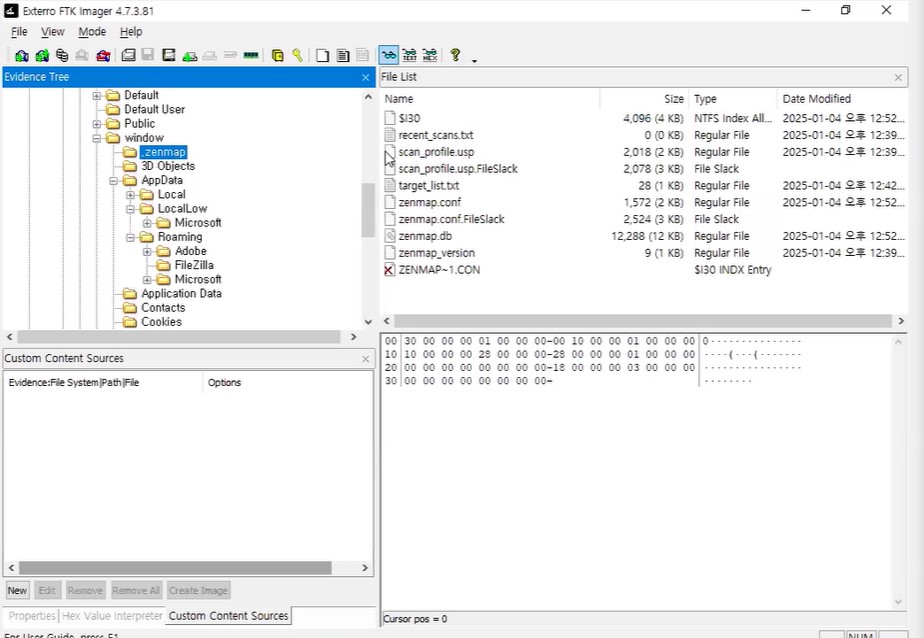 Exterro FTK Imager 4.7.3.81
File View Mode Help
Evidence Tree
Default
Default User
Public
window
.zenmap
3D Objects
AppData
Local
LocalLow
Microsoft
Roaming
Adobe
FileZilla
Microsoft
Application Data
Contacts
Cookies
File List
Name Size Type Date Modified
$I30 4,096 (4 KB) NTFS Index All... 2025-01-04 오후 12:52...
recent_scans.txt 0 (0 KB) Regular File 2025-01-04 오후 12:39...
scan_profile.usp 2,018 (2 KB) Regular File 2025-01-04 오후 12:39...
scan_profile.usp.FileSlack 2,078 (3 KB) File Slack
target_list.txt 28 (1 KB) Regular File 2025-01-04 오후 12:42...
zenmap.conf 1,572 (2 KB) Regular File 2025-01-04 오후 12:52...
zenmap.conf.FileSlack 2,524 (3 KB) File Slack
zenmap.db 12,288 (12 KB) Regular File 2025-01-04 오후 12:52...
zenmap_version 9 (1 KB) Regular File 2025-01-04 오후 12:39...
ZENMAP~1.CON $I30 INDX Entry
Custom Content Sources
Evidence:File System|Path|File Options
New Edit Remove Remove All Create Image
Properties Hex Value Interpreter Custom Content Sources
00 30 00 00 00 01 00 00 00-00 10 00 00 01 00 00 00 0···············
10 10 00 00 00 28 00 00 00-28 00 00 00 01 00 00 00 ····(···(·······
20 00 00 00 00 00 00 00 00-18 00 00 00 03 00 00 00 ················
30 00 00 00 00 00 00 00 00- ········
Cursor pos = 0
For User Guide, press F1
NUM